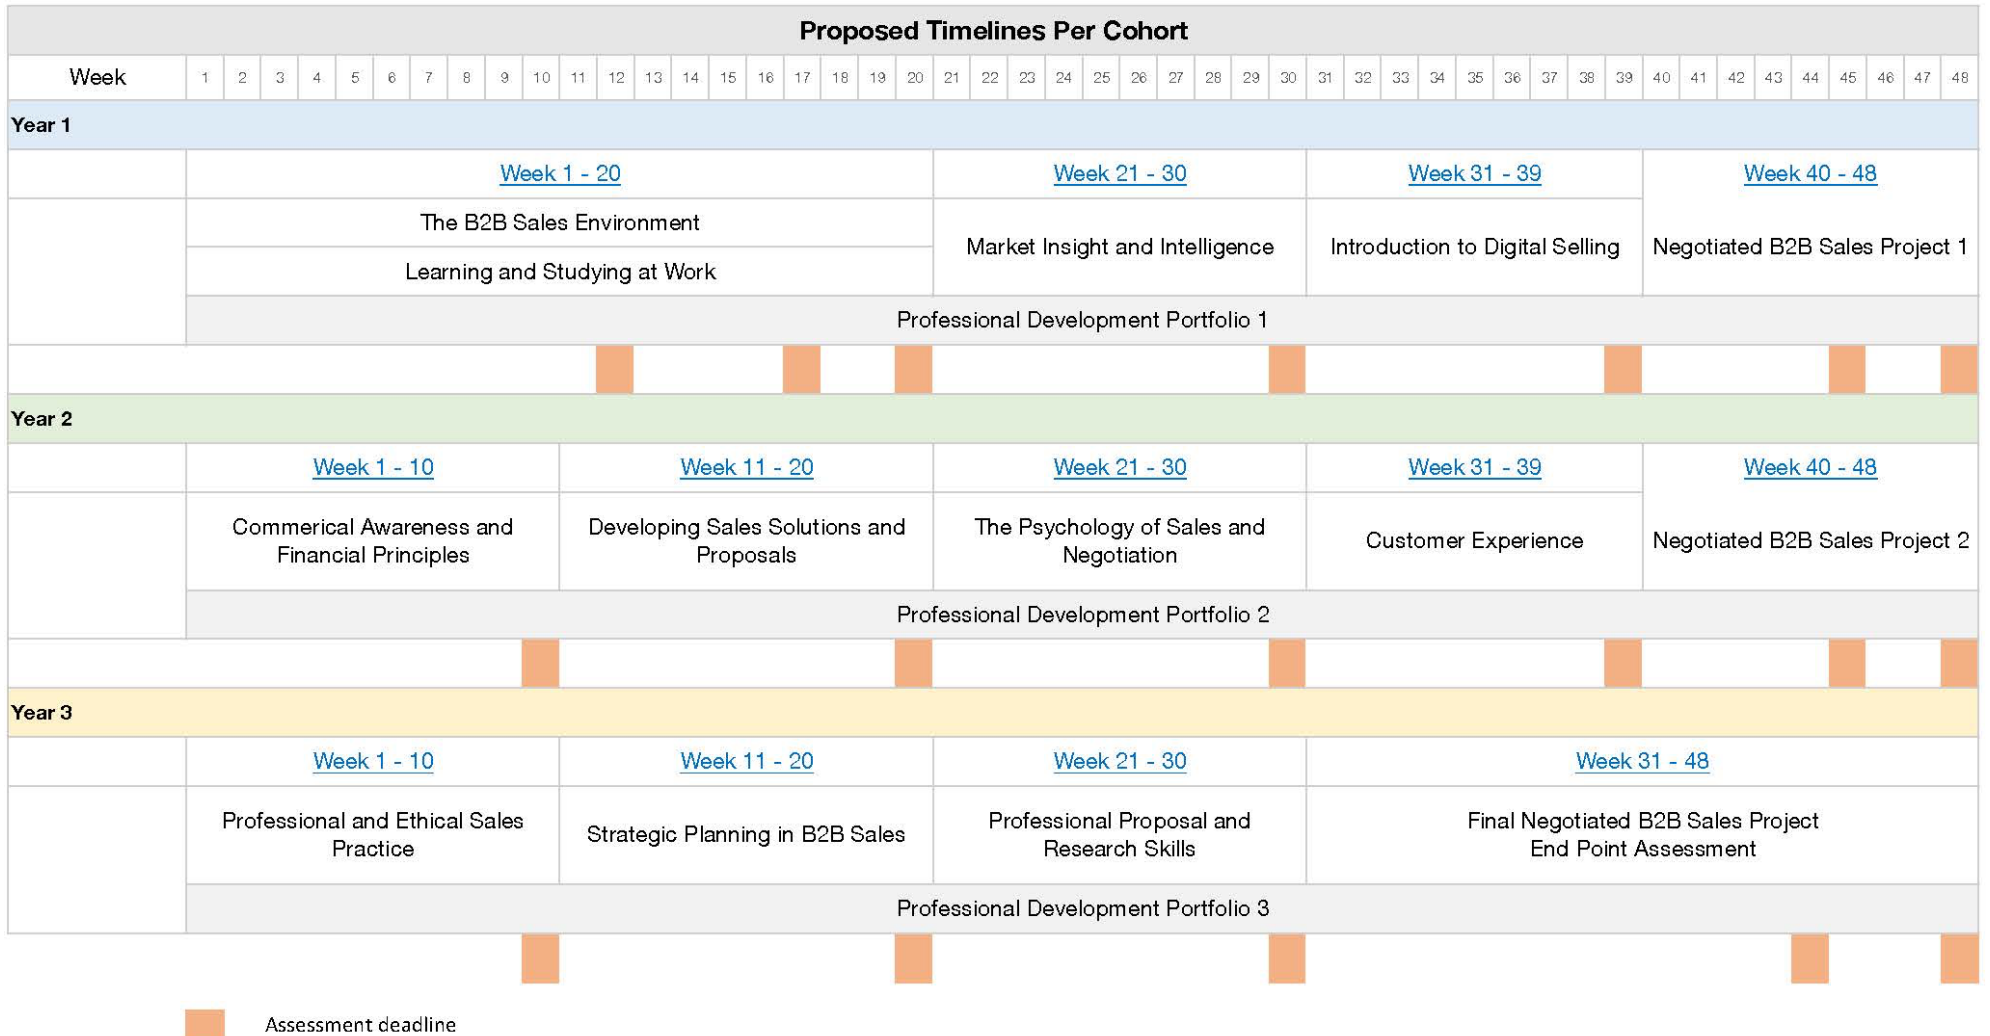 Proposed Timelines Per Cohort
Week 1 2 3 4 5 6 7 8 9 10 11 12 13 14 15 16 17 18 19 20 21 22 23 24 25 26 27 28 29 30 31 32 33 34 35 36 37 38 39 40 41 42 43 44 45 46 47 48
Year 1
Week 1 - 20 Week 21 - 30 Week 31 - 39 Week 40 - 48
The B2B Sales Environment
Learning and Studying at Work
Market Insight and Intelligence
Introduction to Digital Selling
Negotiated B2B Sales Project 1
Professional Development Portfolio 1
Year 2
Week 1 - 10 Week 11 - 20 Week 21 - 30 Week 31 - 39 Week 40 - 48
Commerical Awareness and
Financial Principles
Developing Sales Solutions and
Proposals
The Psychology of Sales and
Negotiation
Customer Experience
Negotiated B2B Sales Project 2
Professional Development Portfolio 2
Year 3
Week 1 - 10 Week 11 - 20 Week 21 - 30 Week 31 - 48
Professional and Ethical Sales
Practice
Strategic Planning in B2B Sales
Professional Proposal and
Research Skills
Final Negotiated B2B Sales Project
End Point Assessment
Professional Development Portfolio 3
Assessment deadline